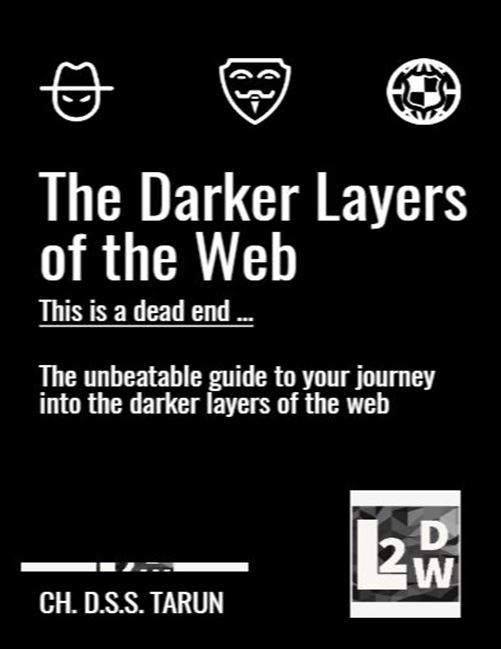 The Darker Layers
of the Web
This is a dead end ...
The unbeatable guide to your journey
into the darker layers of the web
L2DW
CH. D.S.S. TARUN